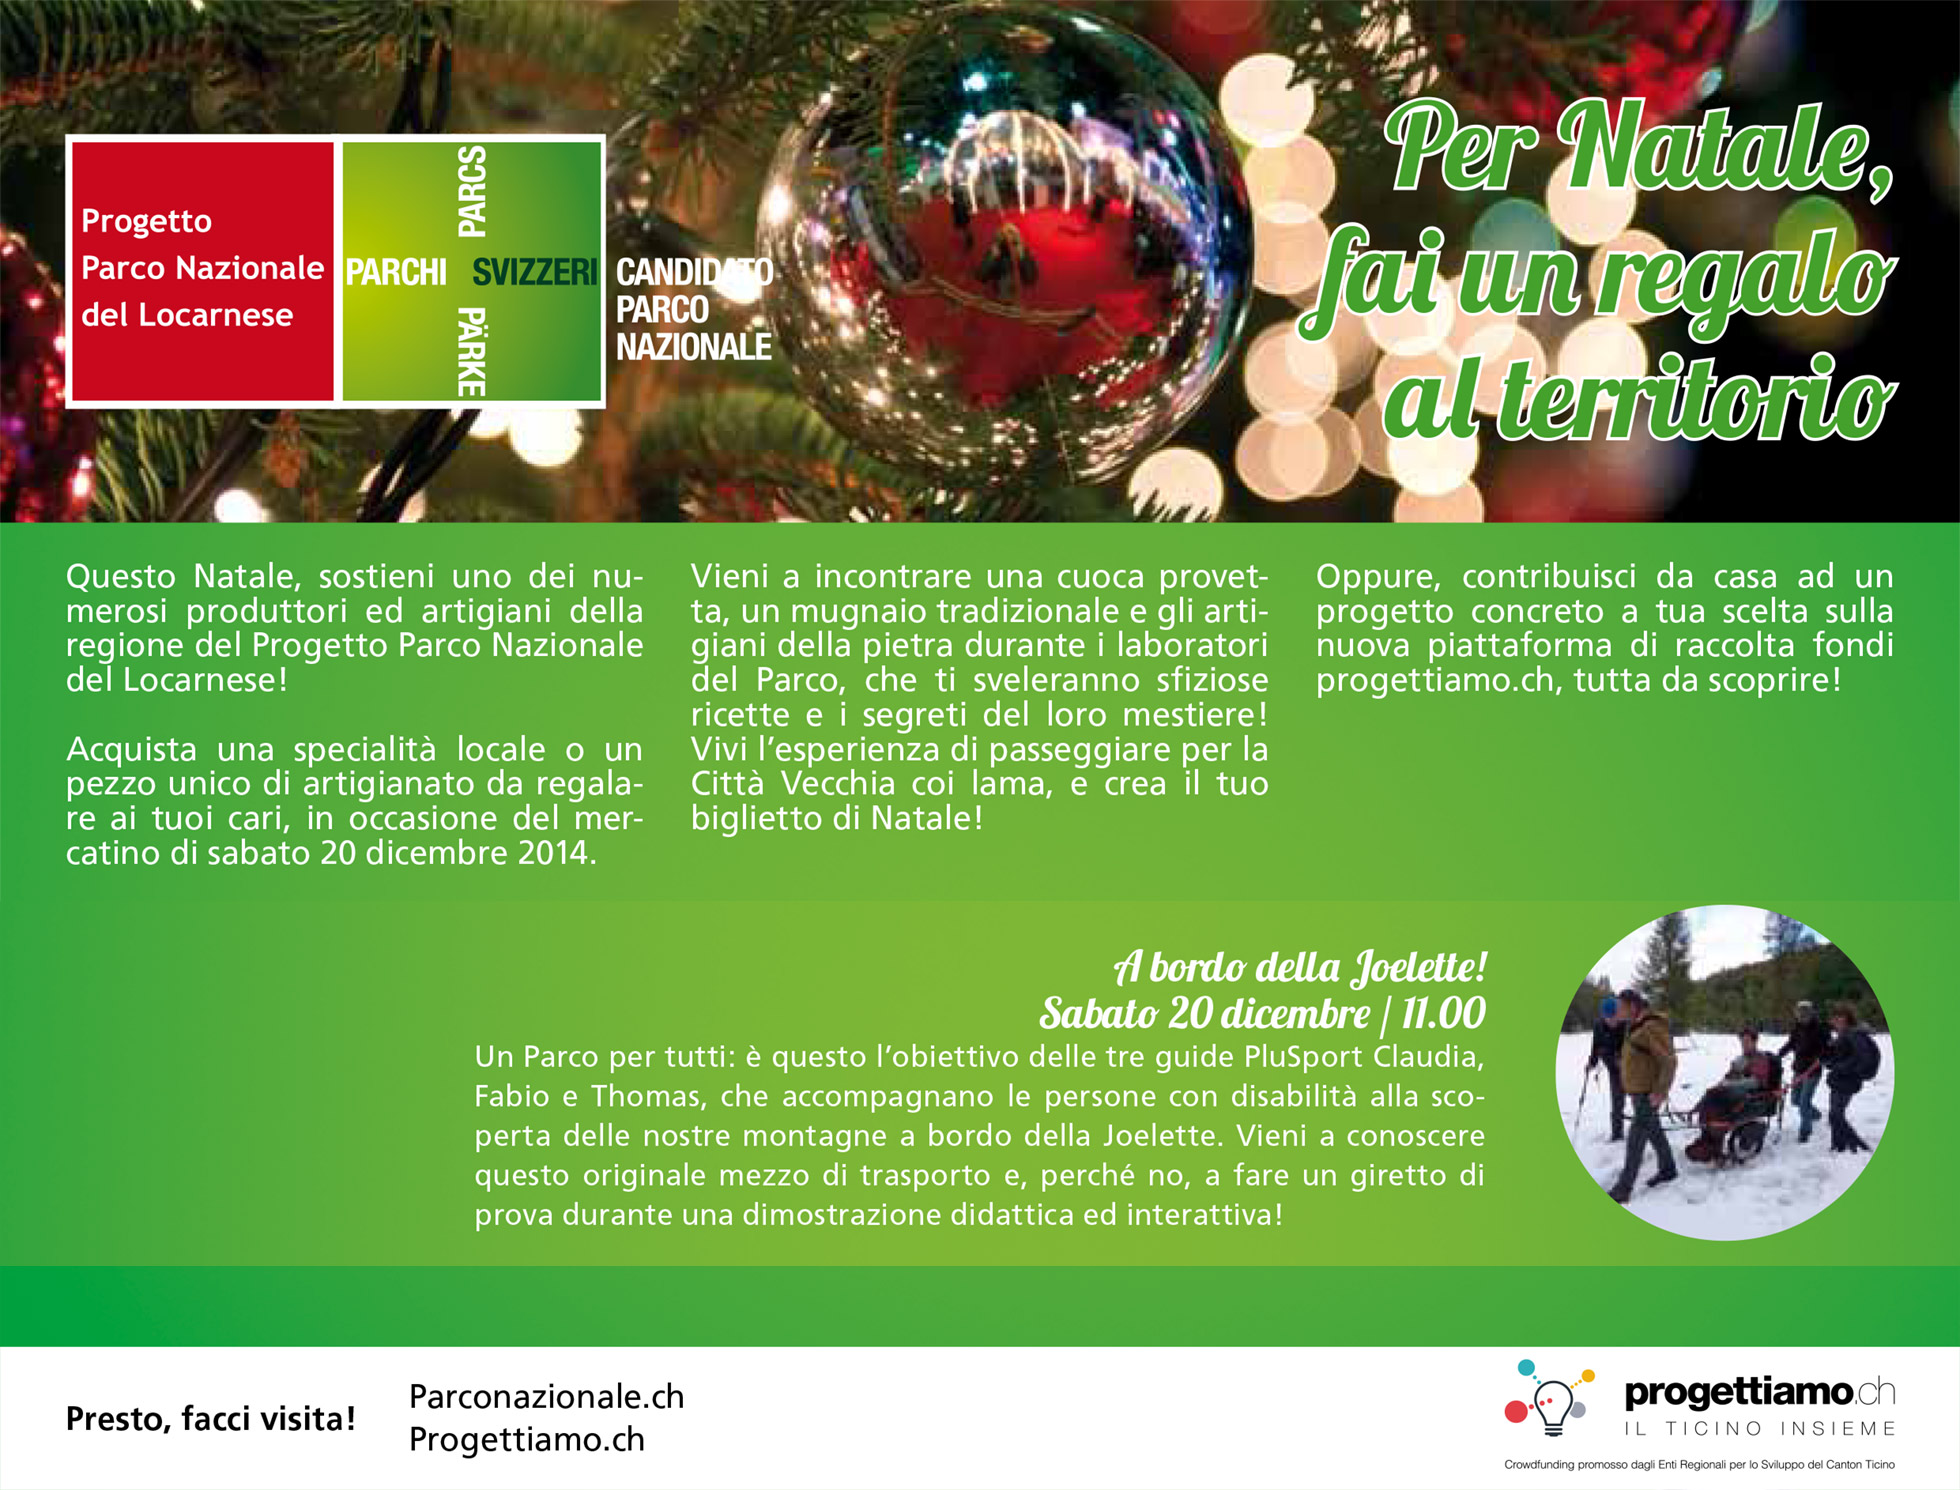 Progetto
Parco Nazionale
del Locarnese
PARCS
PARCHI SVIZZERI
PÄRKE
CANDIDATO
PARCO
NAZIONALE
Per Natale,
fai un regalo
al territorio
Questo Natale, sostieni uno dei nu-
merosi produttori ed artigiani della
regione del Progetto Parco Nazionale
del Locarnese!
Acquista una specialità locale o un
pezzo unico di artigianato da regala-
re ai tuoi cari, in occasione del mer-
catino di sabato 20 dicembre 2014.
Vieni a incontrare una cuoca provet-
ta, un mugnaio tradizionale e gli arti-
giani della pietra durante i laboratori
del Parco, che ti sveleranno sfiziose
ricette e i segreti del loro mestiere!
Vivi l’esperienza di passeggiare per la
Città Vecchia coi lama, e crea il tuo
biglietto di Natale!
Oppure, contribuisci da casa ad un
progetto concreto a tua scelta sulla
nuova piattaforma di raccolta fondi
progettiamo.ch, tutta da scoprire!
A bordo della Joelette!
Sabato 20 dicembre / 11.00
Un Parco per tutti: è questo l’obiettivo delle tre guide PluSport Claudia,
Fabio e Thomas, che accompagnano le persone con disabilità alla sco-
perta delle nostre montagne a bordo della Joelette. Vieni a conoscere
questo originale mezzo di trasporto e, perché no, a fare un giretto di
prova durante una dimostrazione didattica ed interattiva!
Presto, facci visita!
Parconazionale.ch
Progettiamo.ch
progettiamo.ch
IL TICINO INSIEME
Crowdfunding promosso dagli Enti Regionali per lo Sviluppo del Canton Ticino